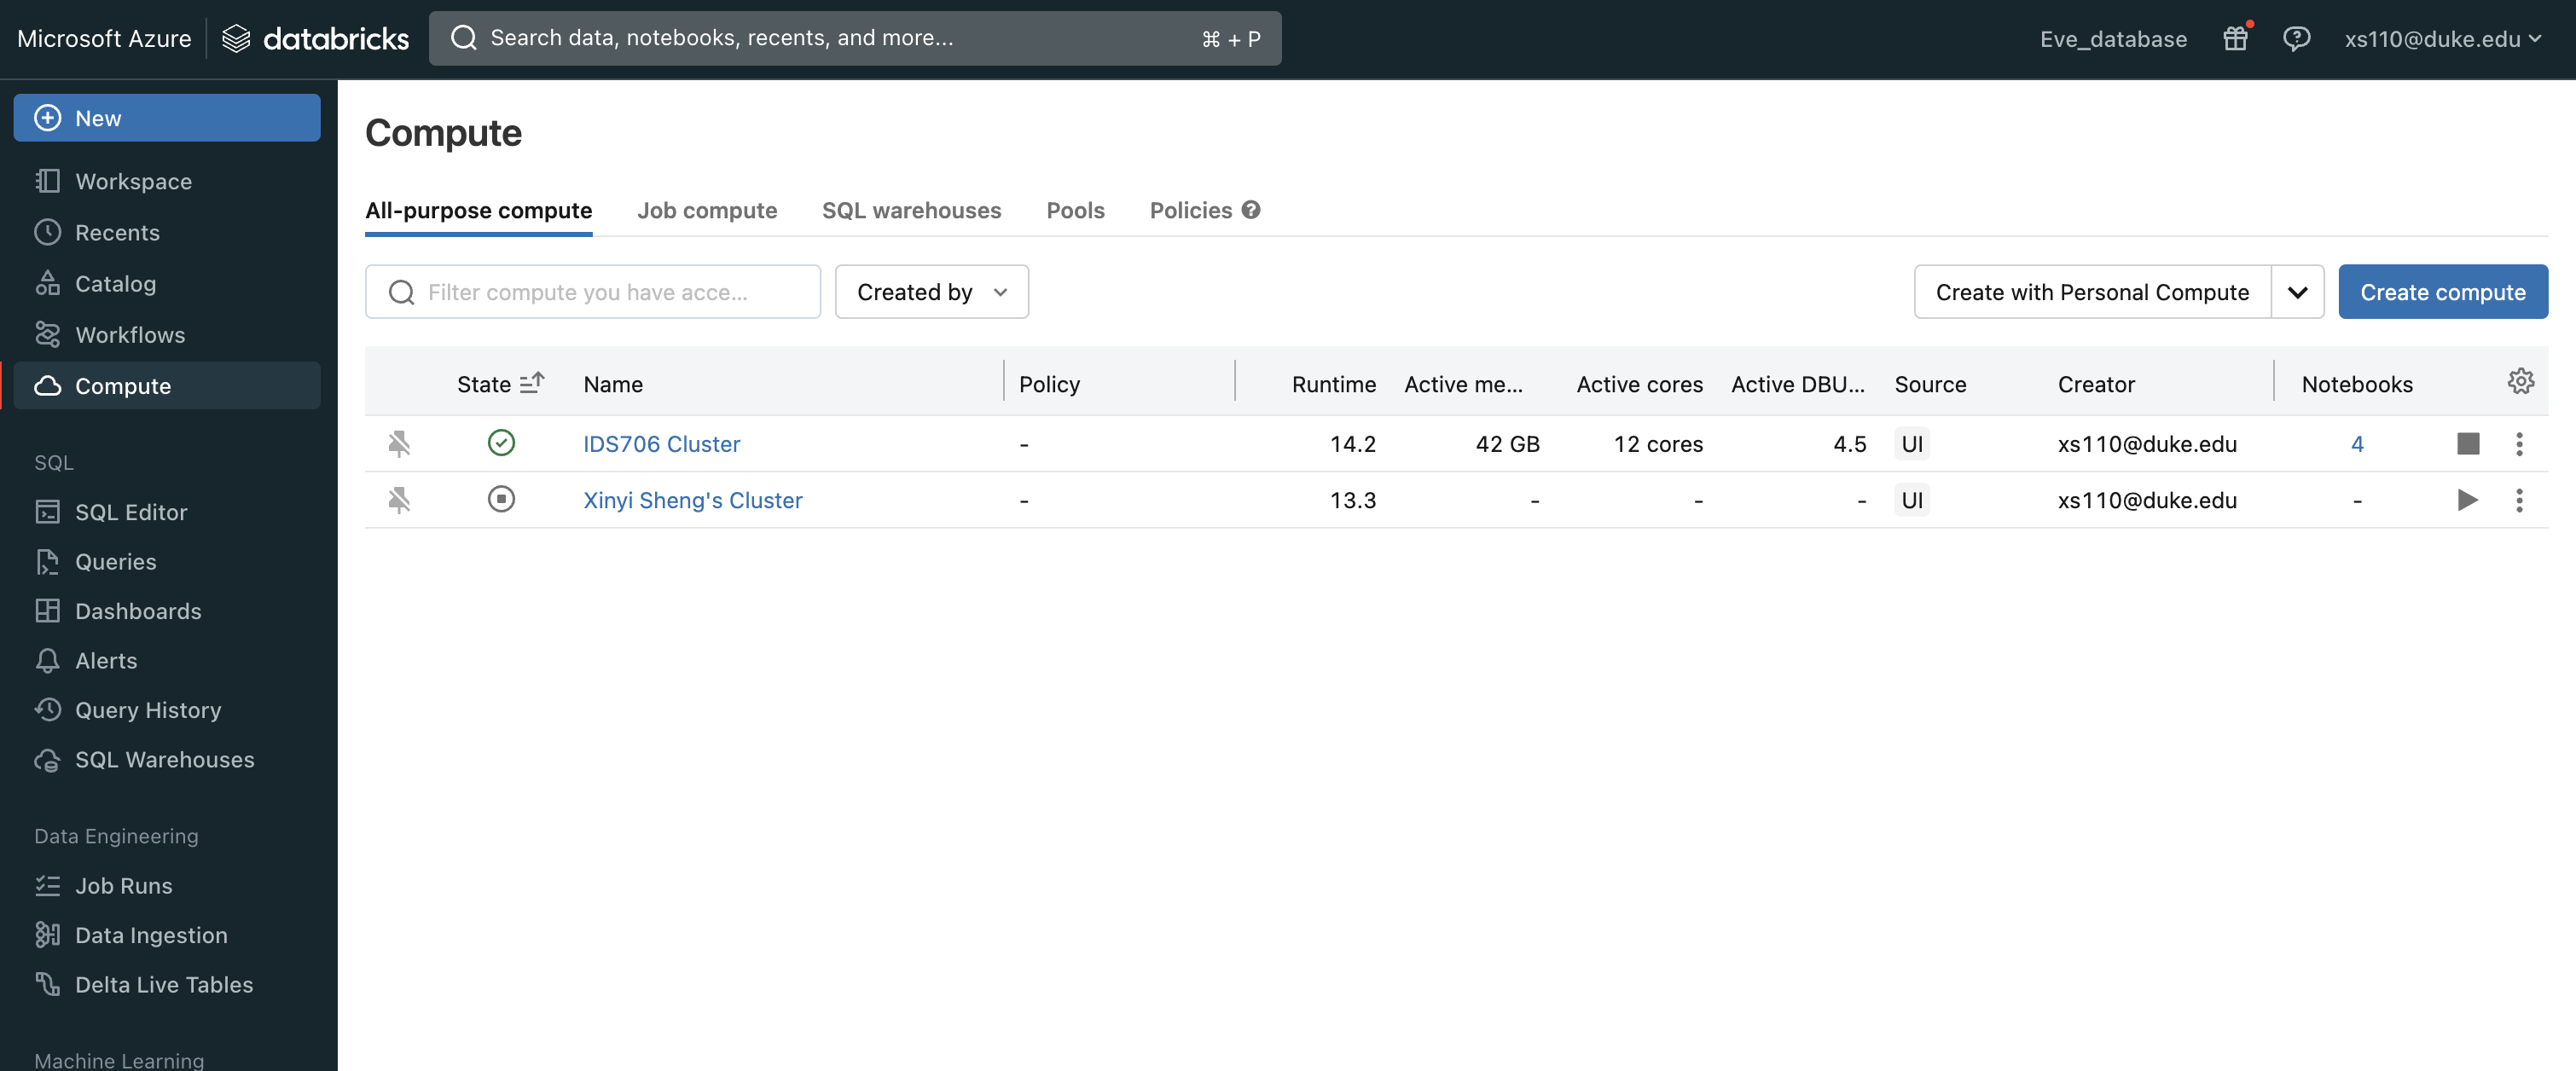 Microsoft Azure databricks Search data, notebooks, recents, and more... ⌘ + P Eve_database xs110@duke.edu
New
Workspace
Recents
Catalog
Workflows
Compute
SQL
SQL Editor
Queries
Dashboards
Alerts
Query History
SQL Warehouses
Data Engineering
Job Runs
Data Ingestion
Delta Live Tables
Machine Learning
Compute
All-purpose compute Job compute SQL warehouses Pools Policies ?
Filter compute you have acce... Created by Create with Personal Compute Create compute
State Name Policy Runtime Active me... Active cores Active DBU... Source Creator Notebooks
IDS706 Cluster - 14.2 42 GB 12 cores 4.5 UI xs110@duke.edu 4
Xinyi Sheng's Cluster - 13.3 - - - UI xs110@duke.edu -